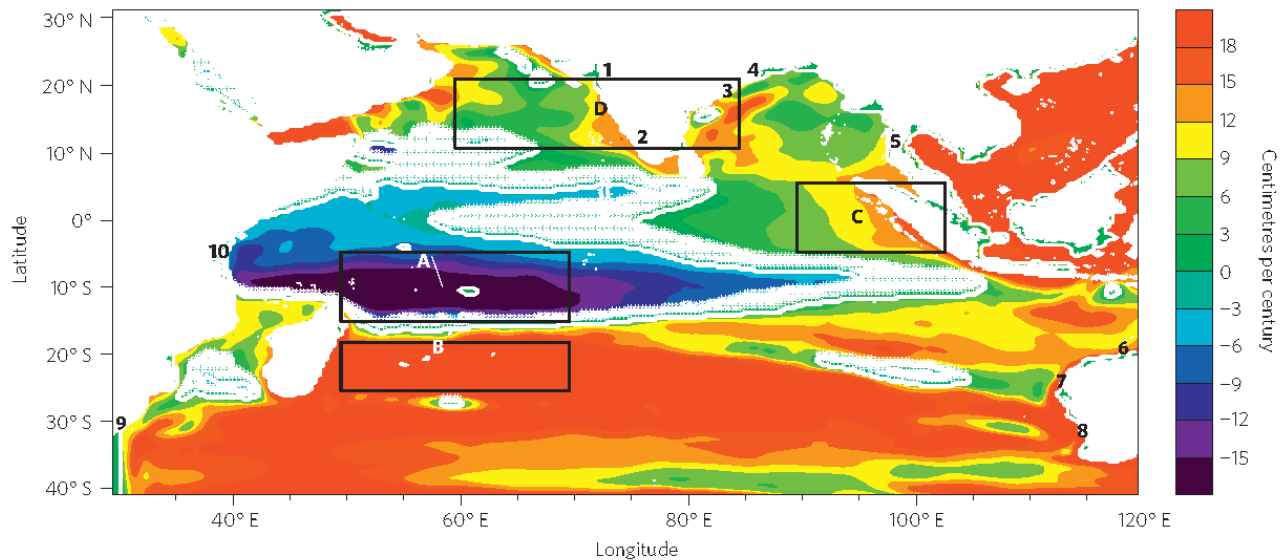 30° N
20° N
10° N
0°
10° S
20° S
30° S
40° S
Latitude
40° E
60° E
80° E
100° E
120° E
Longitude
1
4
3
D
2
5
C
10
A
B
6
7
8
9
18
15
12
9
6
3
0
−3
−6
−9
−12
−15
Centimetres per century